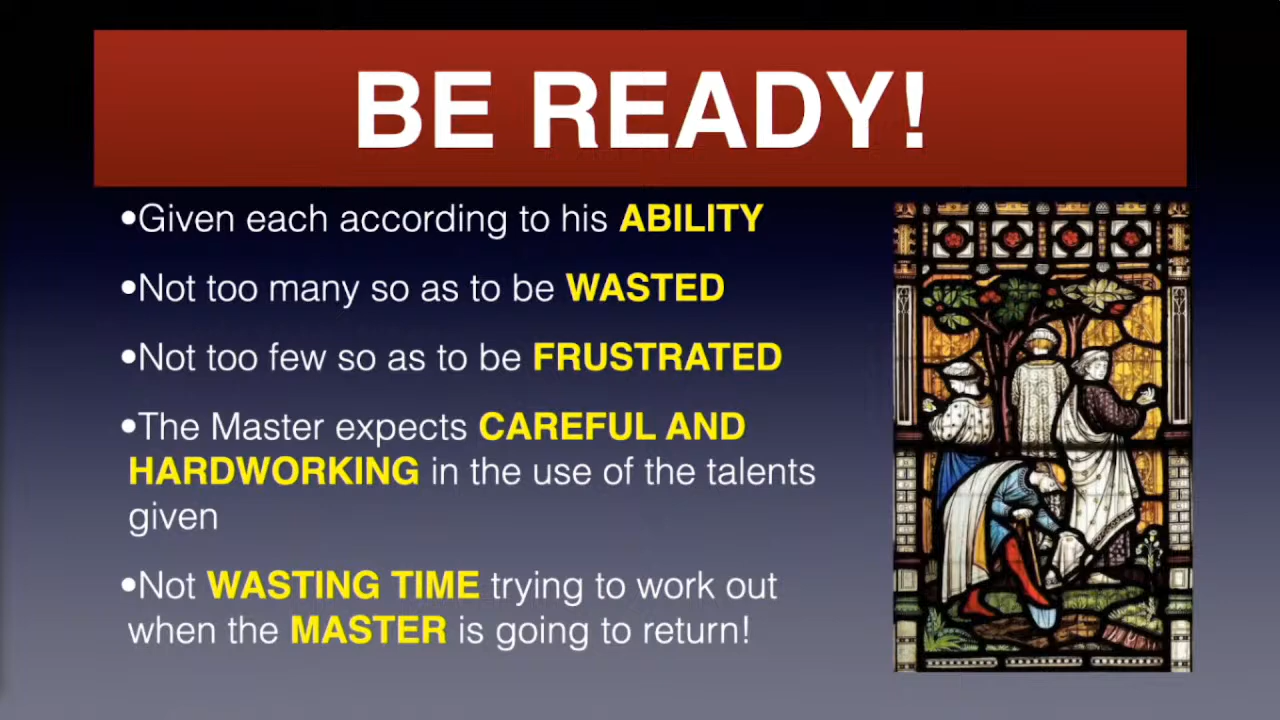 BE READY!
•Given each according to his ABILITY
•Not too many so as to be WASTED
•Not too few so as to be FRUSTRATED
•The Master expects CAREFUL AND
HARDWORKING in the use of the talents
given
•Not WASTING TIME trying to work out
when the MASTER is going to return!